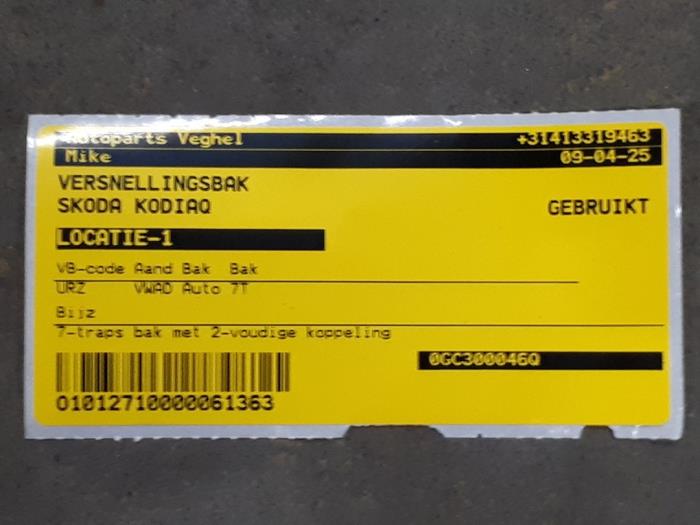 Autoparts Veghel +31413319463
Mike 09-04-25
VERSNELLINGSBAK
SKODA KODIAQ GEBRUIKT
LOCATIE-1
VB-code Aand Bak Bak
URZ VWAD Auto 7T
Bijz
7-traps bak met 2-voudige koppeling
0GC300046Q
01012710000061363